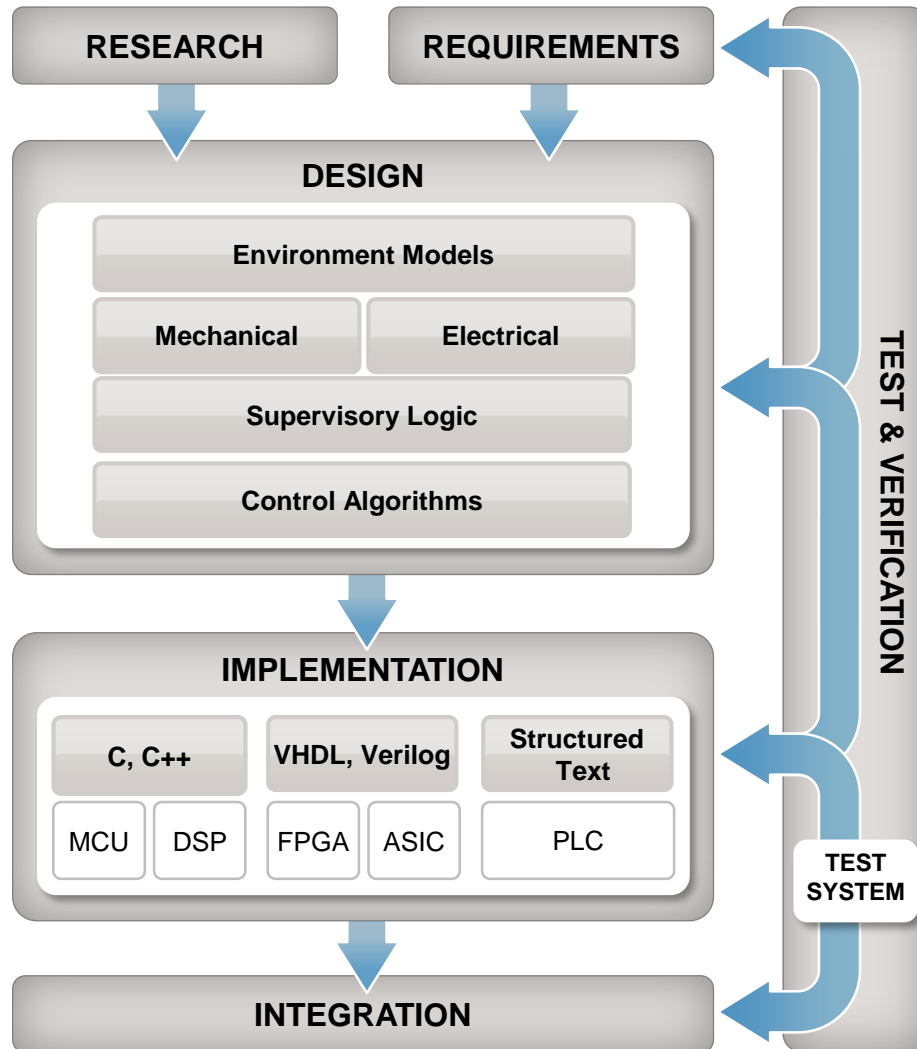 RESEARCH
REQUIREMENTS
DESIGN
Environment Models
Mechanical
Electrical
Supervisory Logic
Control Algorithms
IMPLEMENTATION
C, C++
VHDL, Verilog
Structured
Text
MCU
DSP
FPGA
ASIC
PLC
INTEGRATION
TEST & VERIFICATION
TEST
SYSTEM